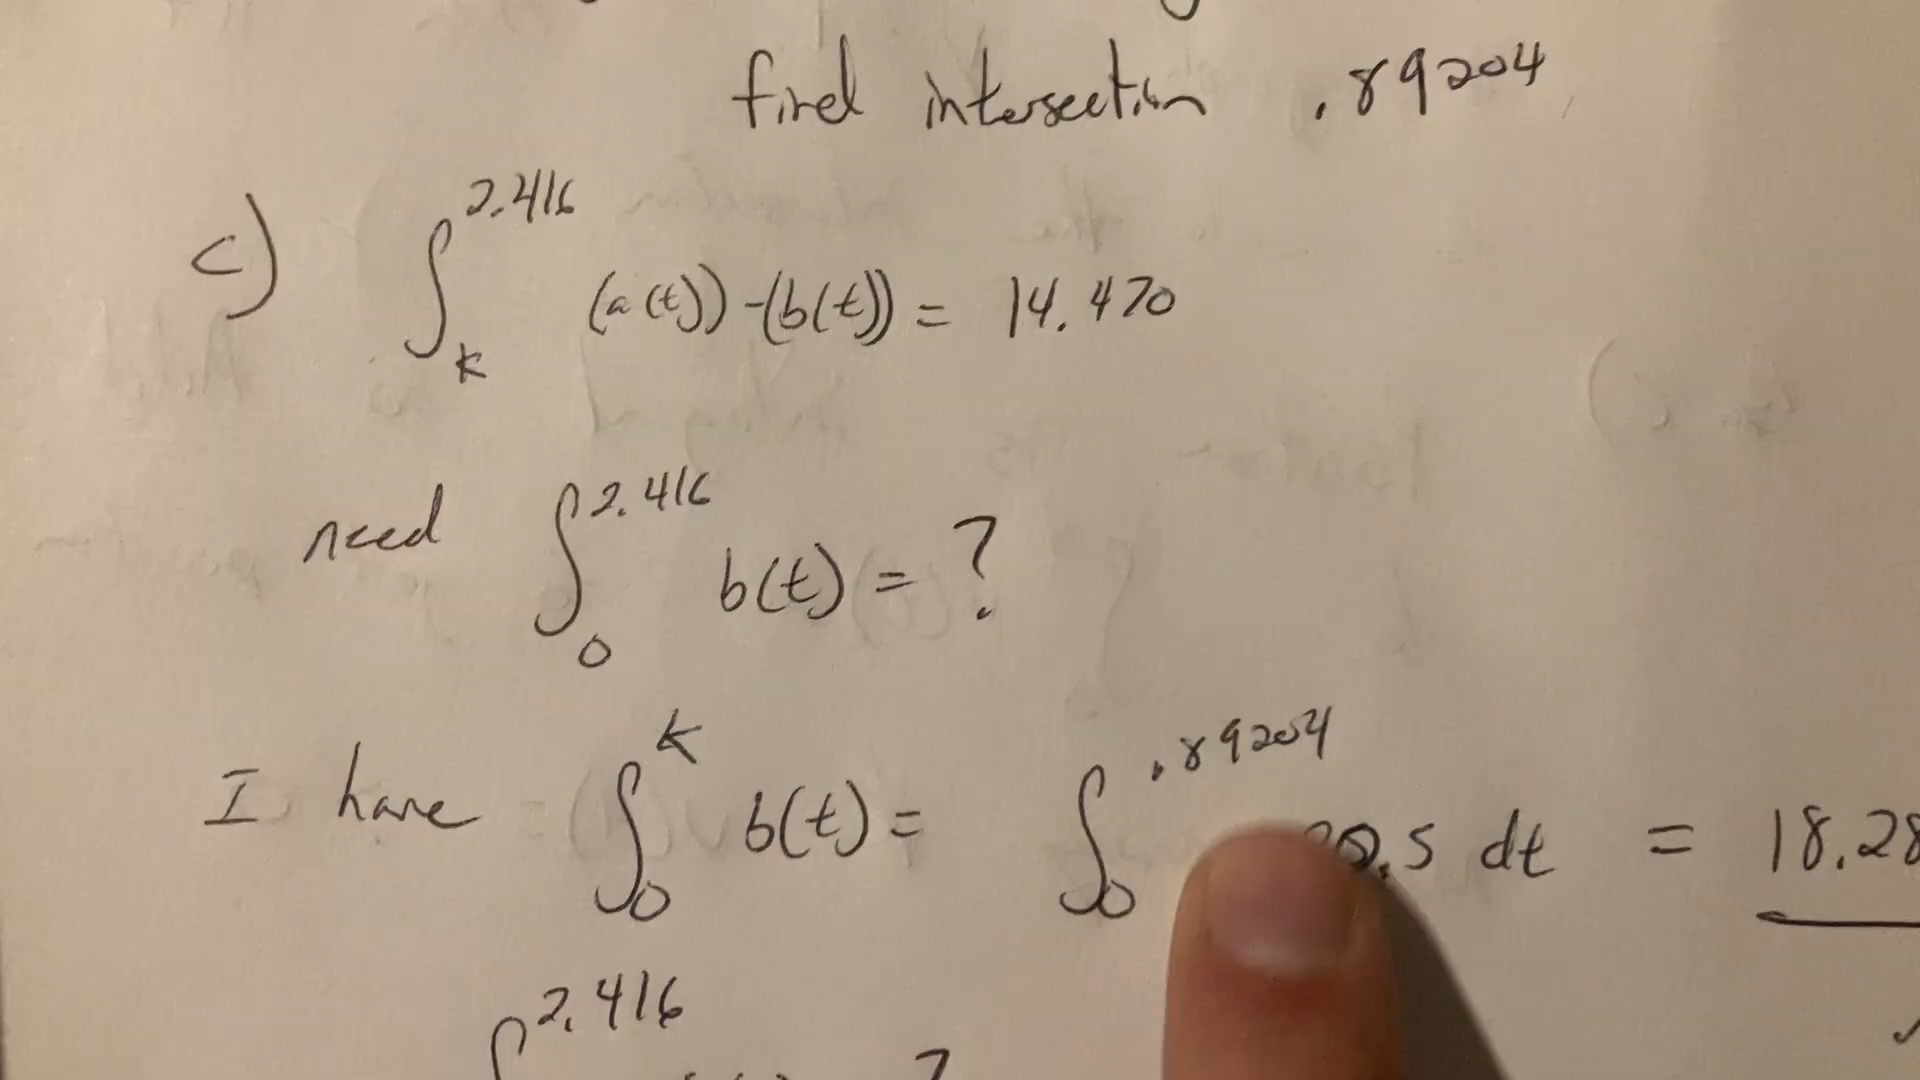 find intersection .89204
c) ∫_k^2.416 (a(t)) - (b(t)) = 14.470
need ∫_0^2.416 b(t) = ?
I have ∫_0^k b(t) = ∫_0^.89204 20.5 dt = 18.28
∫^2.416 ?